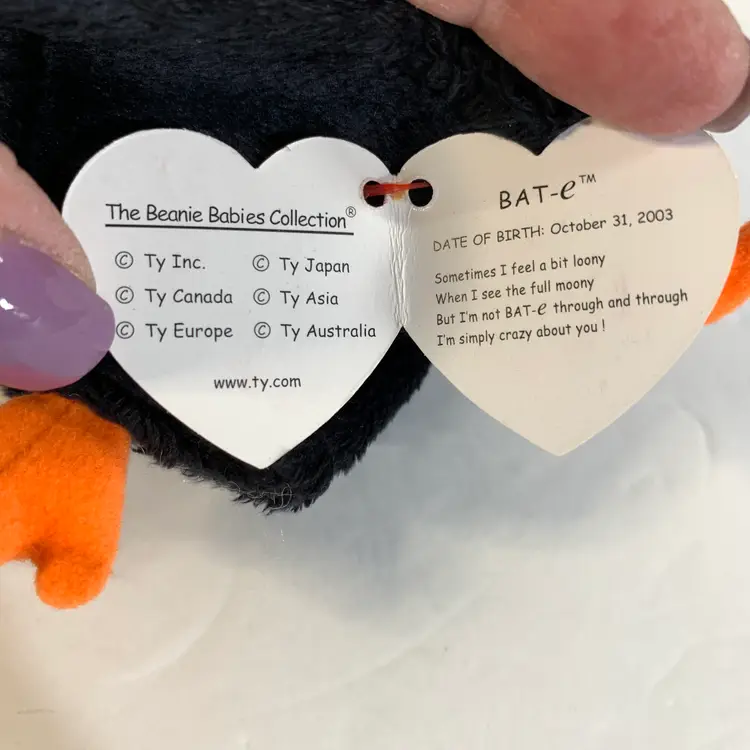 The Beanie Babies Collection®
© Ty Inc. © Ty Japan
© Ty Canada © Ty Asia
© Ty Europe © Ty Australia
www.ty.com
BAT-e™
DATE OF BIRTH: October 31, 2003
Sometimes I feel a bit loony
When I see the full moony
But I'm not BAT-e through and through
I'm simply crazy about you !